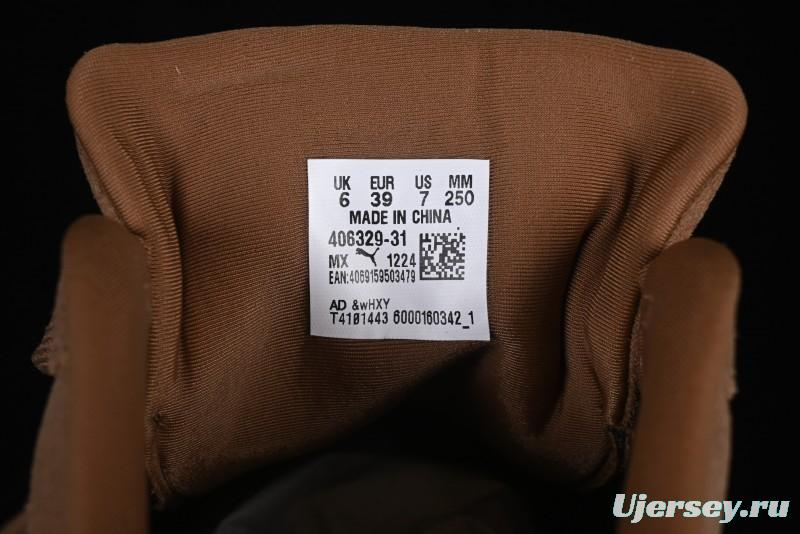 UK EUR US MM
6 39 7 250
MADE IN CHINA
406329-31
MX 1224
EAN:4069159503479
AD &wHXY
T4101443 6000160342_1
Ujersey.ru